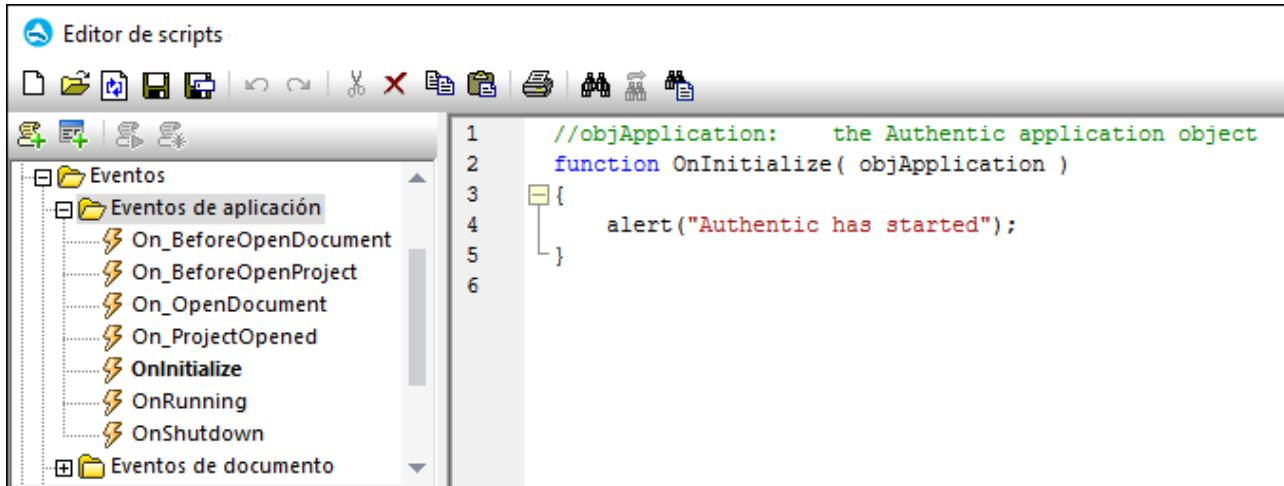 Editor de scripts
Eventos
Eventos de aplicación
On_BeforeOpenDocument
On_BeforeOpenProject
On_OpenDocument
On_ProjectOpened
OnInitialize
OnRunning
OnShutdown
Eventos de documento
1 //objApplication: the Authentic application object
2 function OnInitialize( objApplication )
3 {
4 alert("Authentic has started");
5 }
6